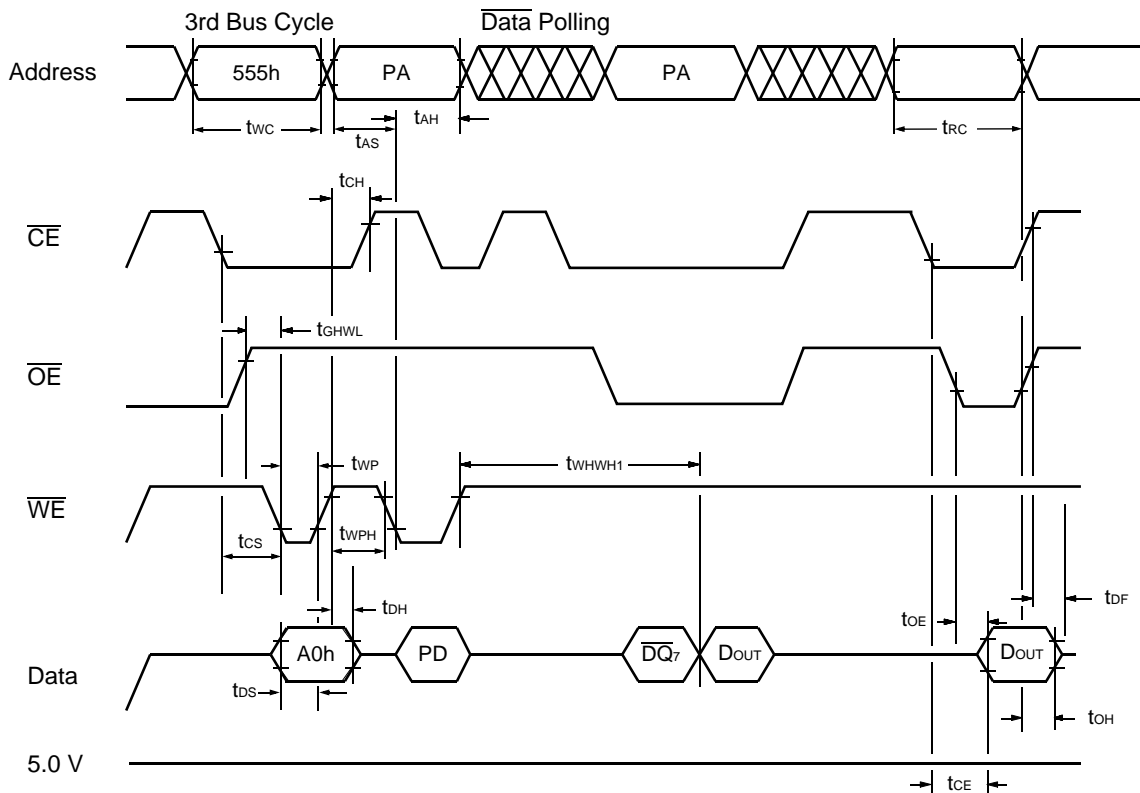 3rd Bus Cycle
Data Polling
Address
555h
PA
PA
tWC
tAS
tAH
tRC
tCH
CE
tGHWL
OE
tWP
tWHWH1
WE
tCS
tWPH
tDH
tOE
tDF
Data
A0h
PD
DQ7
DOUT
DOUT
tDS
tOH
5.0 V
tCE